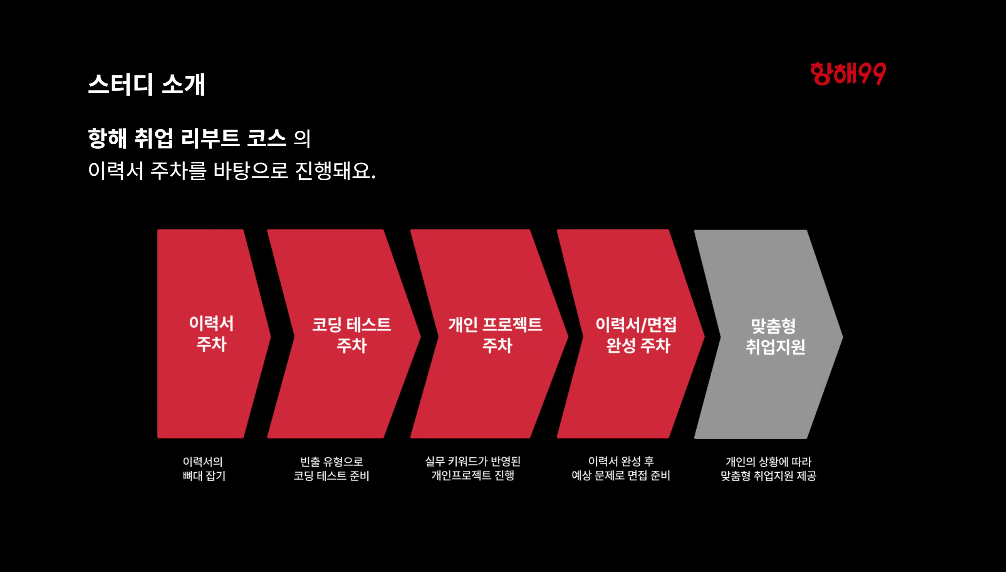 스터디 소개
항해99
항해 취업 리부트 코스 의
이력서 주차를 바탕으로 진행돼요.
이력서
주차
코딩 테스트
주차
개인 프로젝트
주차
이력서/면접
완성 주차
맞춤형
취업지원
이력서의
뼈대 잡기
빈출 유형으로
코딩 테스트 준비
실무 키워드가 반영된
개인프로젝트 진행
이력서 완성 후
예상 문제로 면접 준비
개인의 상황에 따라
맞춤형 취업지원 제공